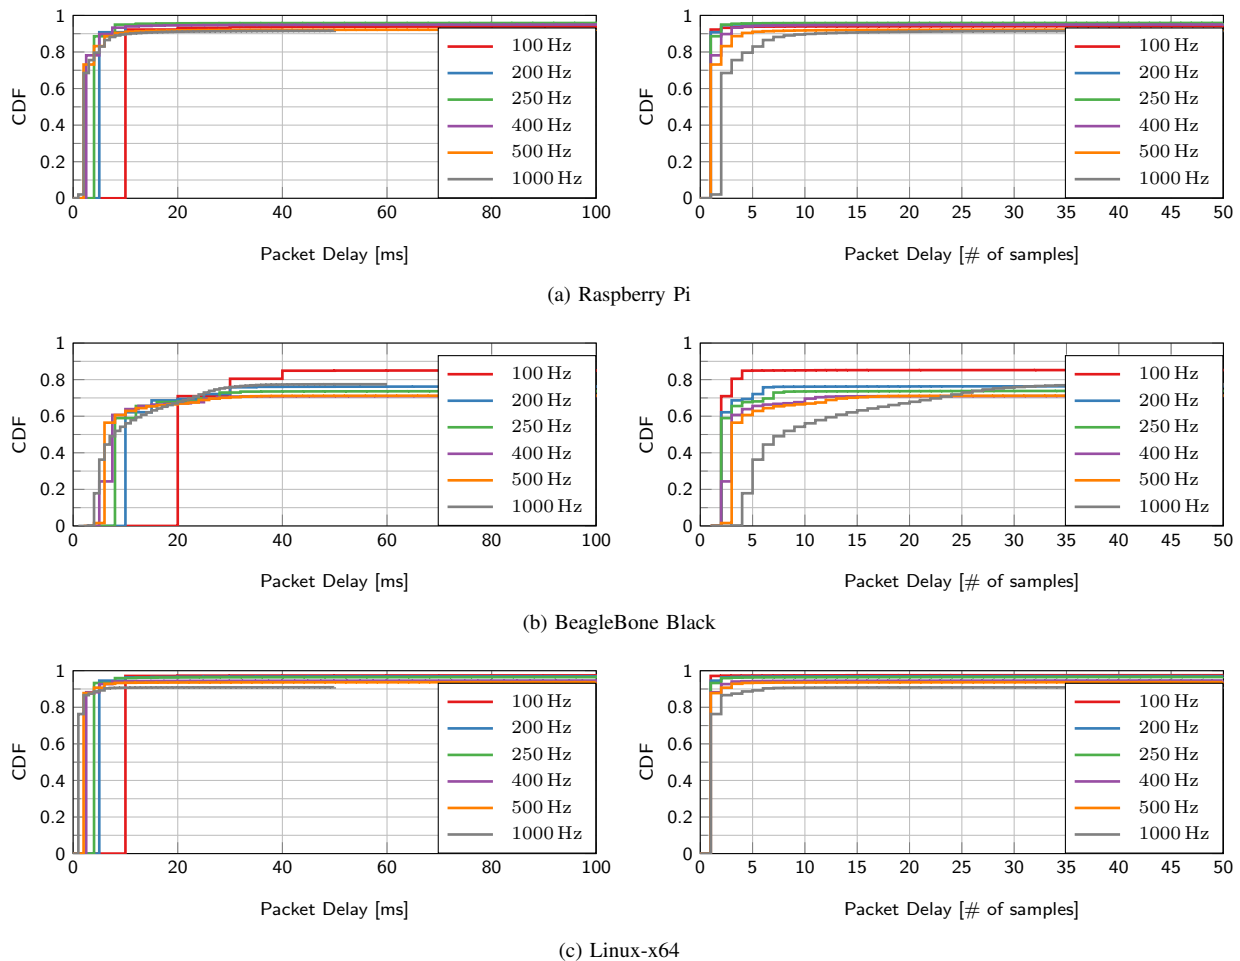 1
0.8
0.6
0.4
0.2
0
CDF
0 20 40 60 80 100
Packet Delay [ms]
100 Hz
200 Hz
250 Hz
400 Hz
500 Hz
1000 Hz
1
0.8
0.6
0.4
0.2
0
CDF
0 5 10 15 20 25 30 35 40 45 50
Packet Delay [# of samples]
100 Hz
200 Hz
250 Hz
400 Hz
500 Hz
1000 Hz
(a) Raspberry Pi
1
0.8
0.6
0.4
0.2
0
CDF
0 20 40 60 80 100
Packet Delay [ms]
100 Hz
200 Hz
250 Hz
400 Hz
500 Hz
1000 Hz
1
0.8
0.6
0.4
0.2
0
CDF
0 5 10 15 20 25 30 35 40 45 50
Packet Delay [# of samples]
100 Hz
200 Hz
250 Hz
400 Hz
500 Hz
1000 Hz
(b) BeagleBone Black
1
0.8
0.6
0.4
0.2
0
CDF
0 20 40 60 80 100
Packet Delay [ms]
100 Hz
200 Hz
250 Hz
400 Hz
500 Hz
1000 Hz
1
0.8
0.6
0.4
0.2
0
CDF
0 5 10 15 20 25 30 35 40 45 50
Packet Delay [# of samples]
100 Hz
200 Hz
250 Hz
400 Hz
500 Hz
1000 Hz
(c) Linux-x64